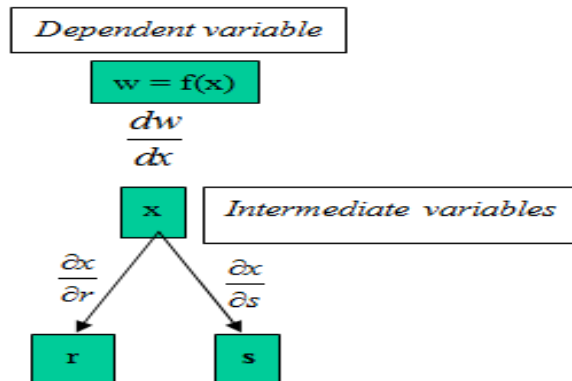 Dependent variable
w = f(x)
dw
dx
x
Intermediate variables
∂x
∂r
∂x
∂s
r
s